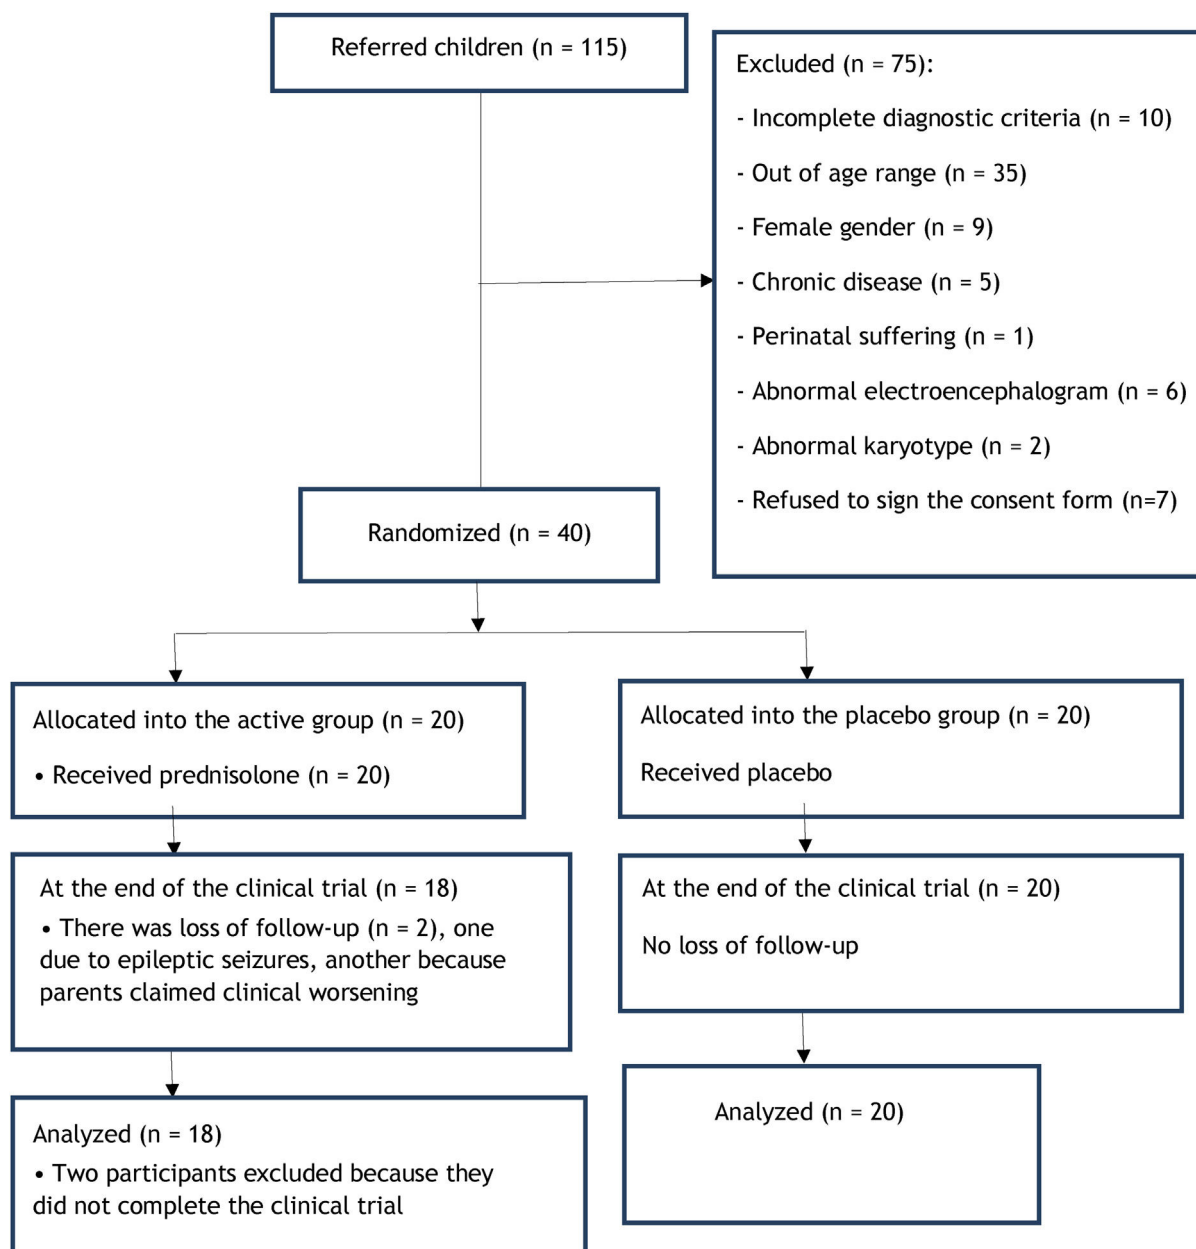 Referred children (n = 115)
Excluded (n = 75):
- Incomplete diagnostic criteria (n = 10)
- Out of age range (n = 35)
- Female gender (n = 9)
- Chronic disease (n = 5)
- Perinatal suffering (n = 1)
- Abnormal electroencephalogram (n = 6)
- Abnormal karyotype (n = 2)
- Refused to sign the consent form (n=7)
Randomized (n = 40)
Allocated into the active group (n = 20)
• Received prednisolone (n = 20)
Allocated into the placebo group (n = 20)
Received placebo
At the end of the clinical trial (n = 18)
• There was loss of follow-up (n = 2), one
due to epileptic seizures, another because
parents claimed clinical worsening
At the end of the clinical trial (n = 20)
No loss of follow-up
Analyzed (n = 18)
• Two participants excluded because they
did not complete the clinical trial
Analyzed (n = 20)